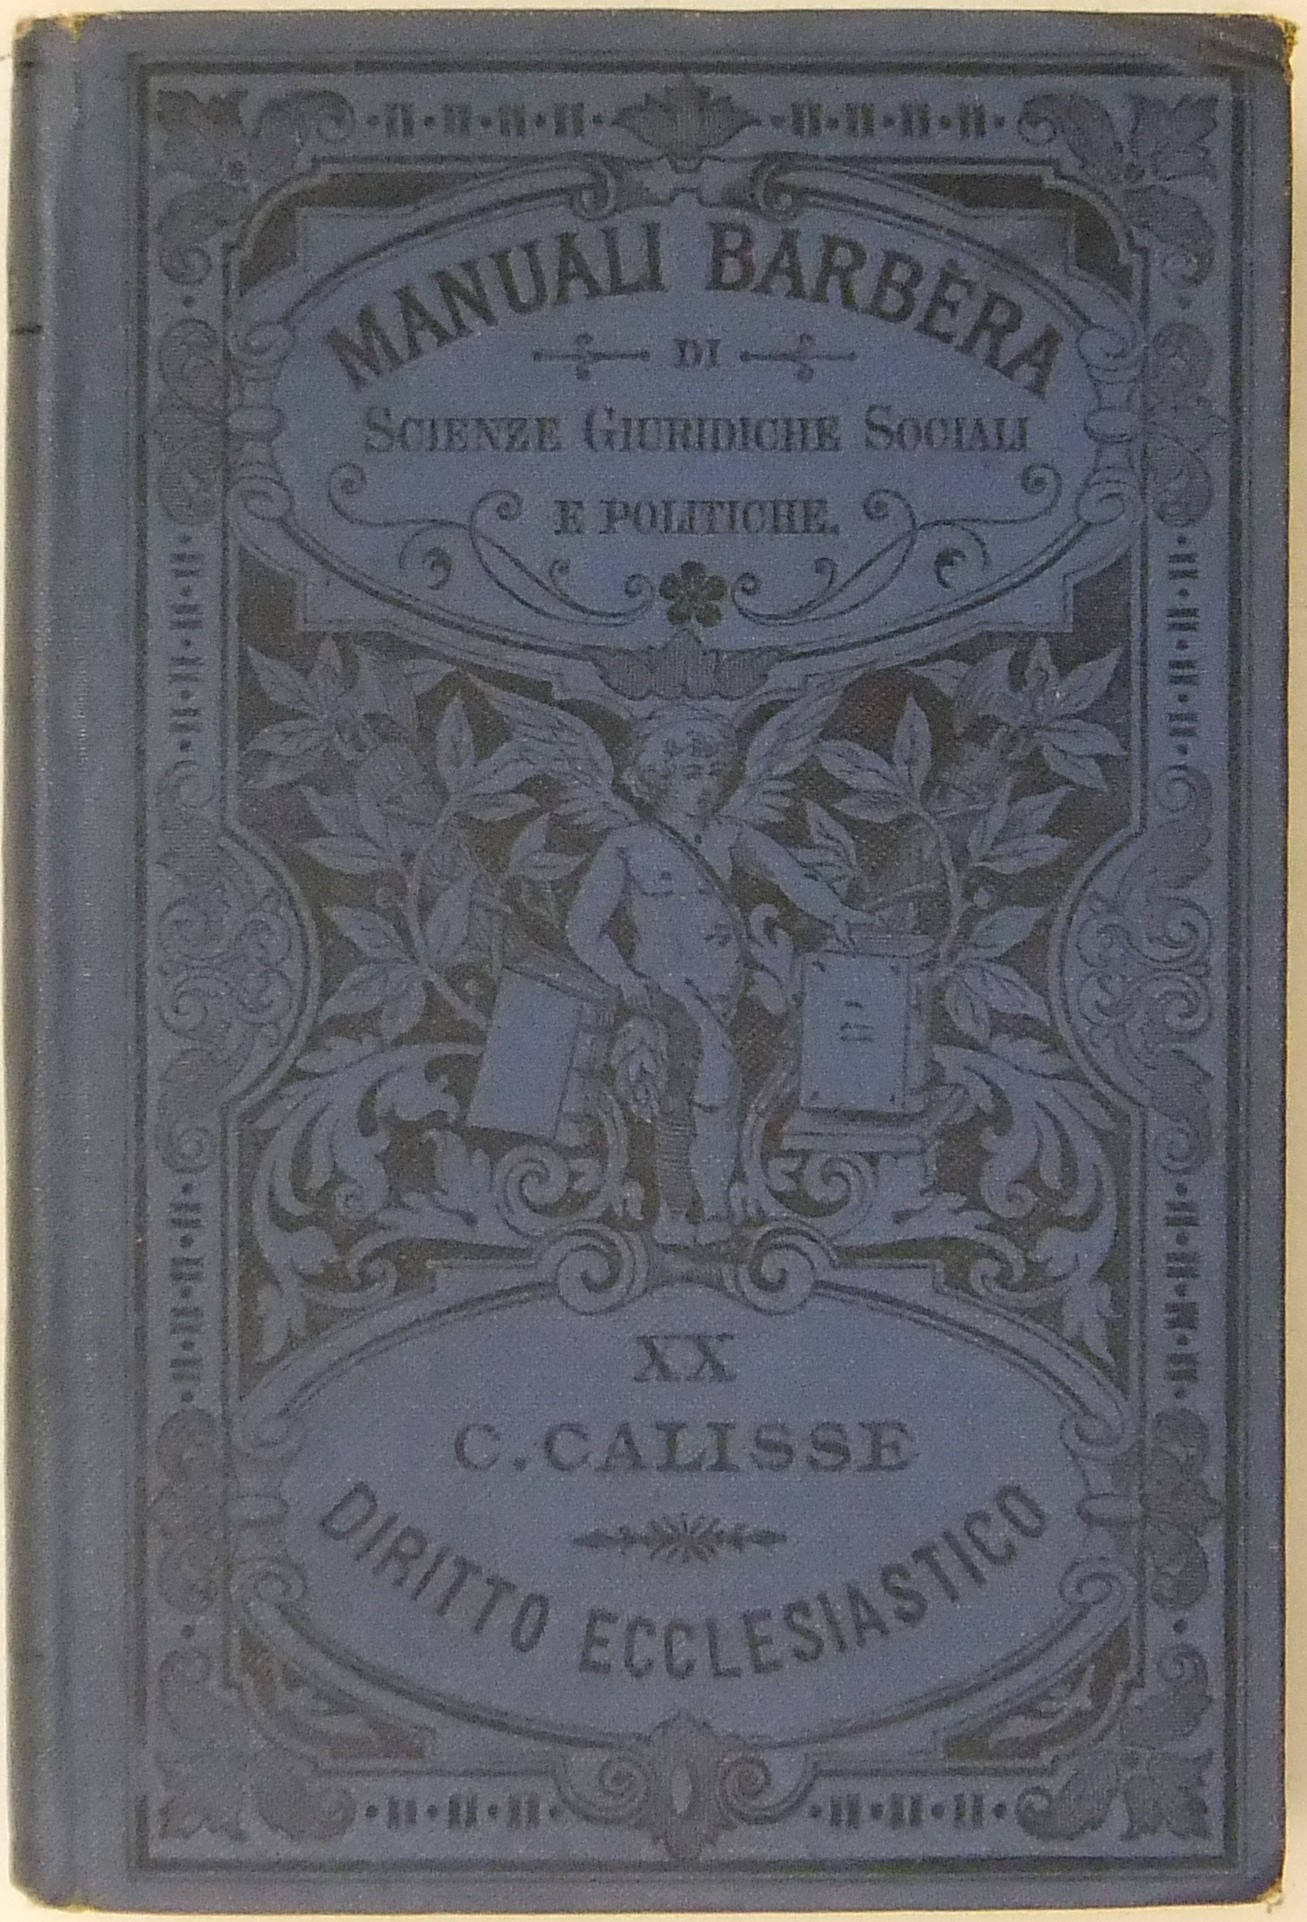 MANUALI BARBÈRA
DI
SCIENZE GIURIDICHE SOCIALI
E POLITICHE.
XX
C. CALISSE
DIRITTO ECCLESIASTICO